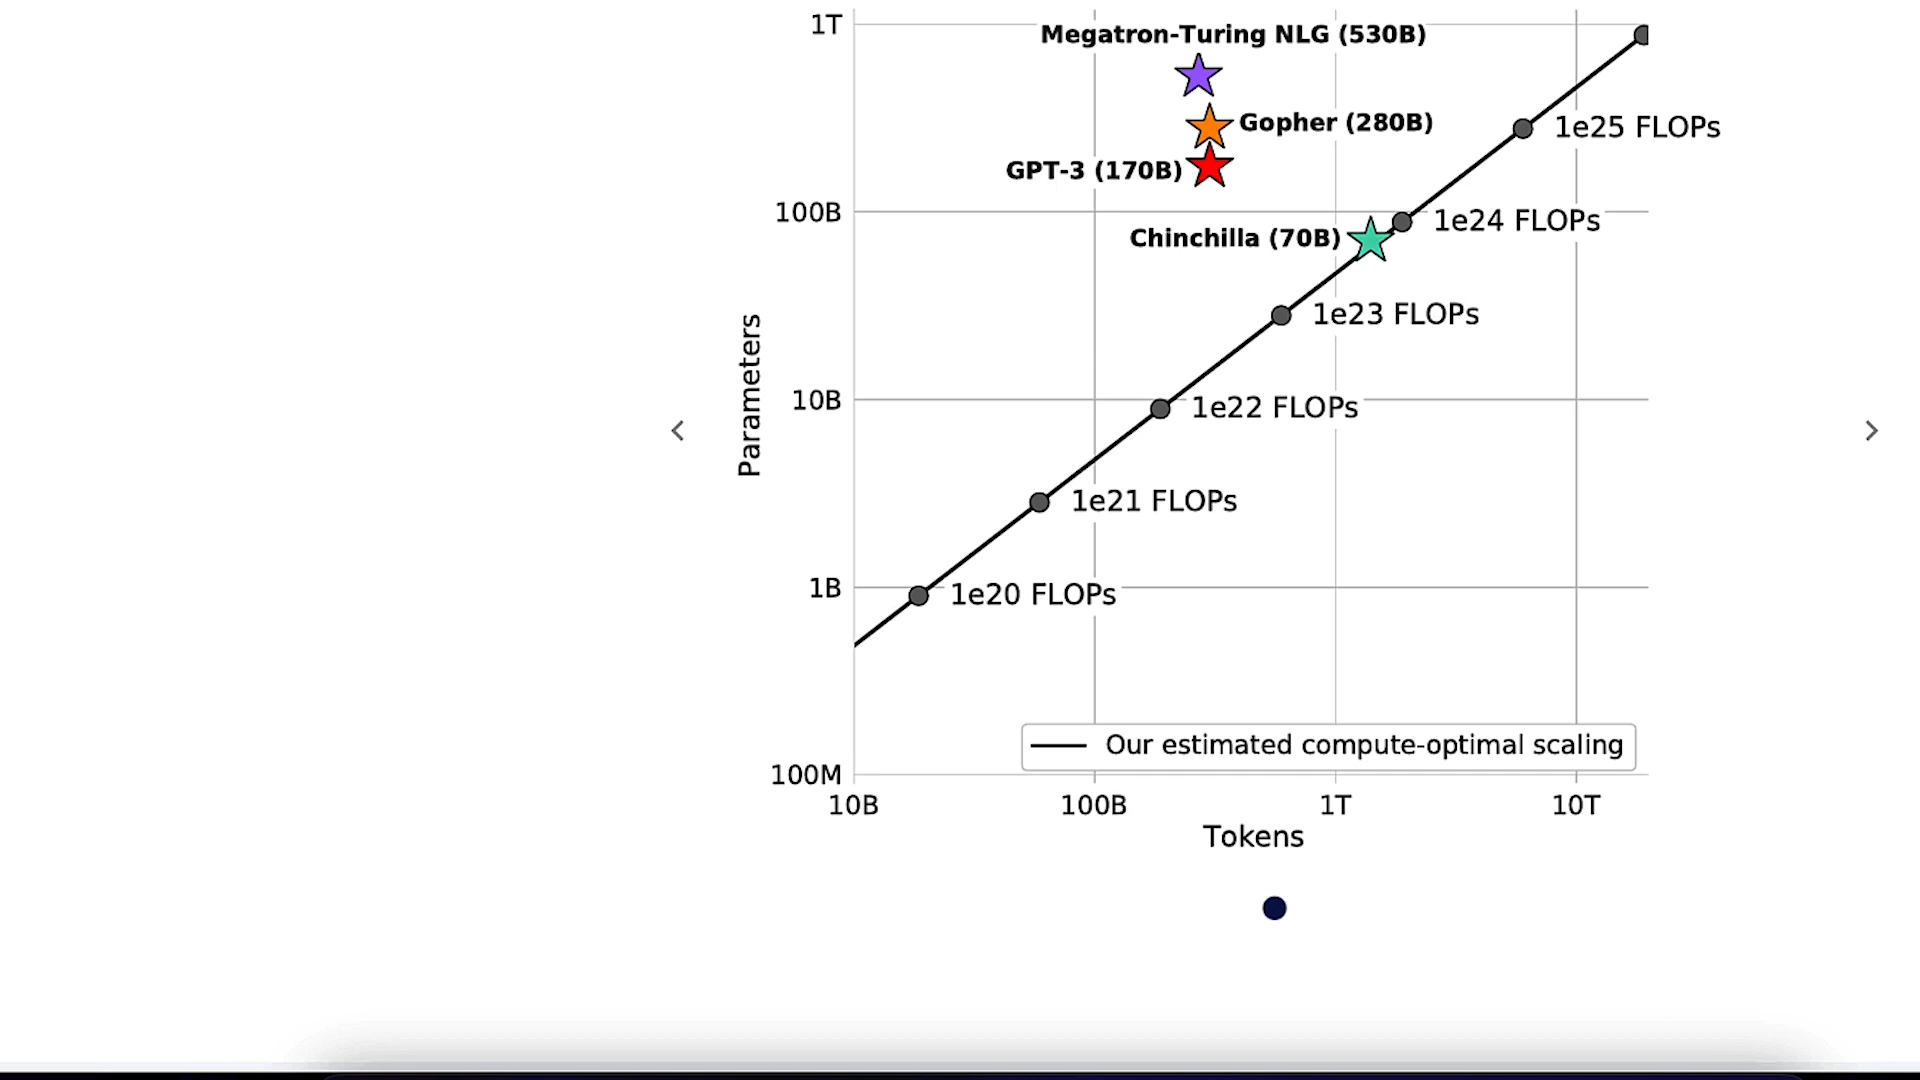 1T
Megatron-Turing NLG (530B)
Gopher (280B)
1e25 FLOPs
GPT-3 (170B)
100B
1e24 FLOPs
Chinchilla (70B)
1e23 FLOPs
Parameters
10B
1e22 FLOPs
1e21 FLOPs
1B
1e20 FLOPs
Our estimated compute-optimal scaling
100M
10B
100B
1T
10T
Tokens